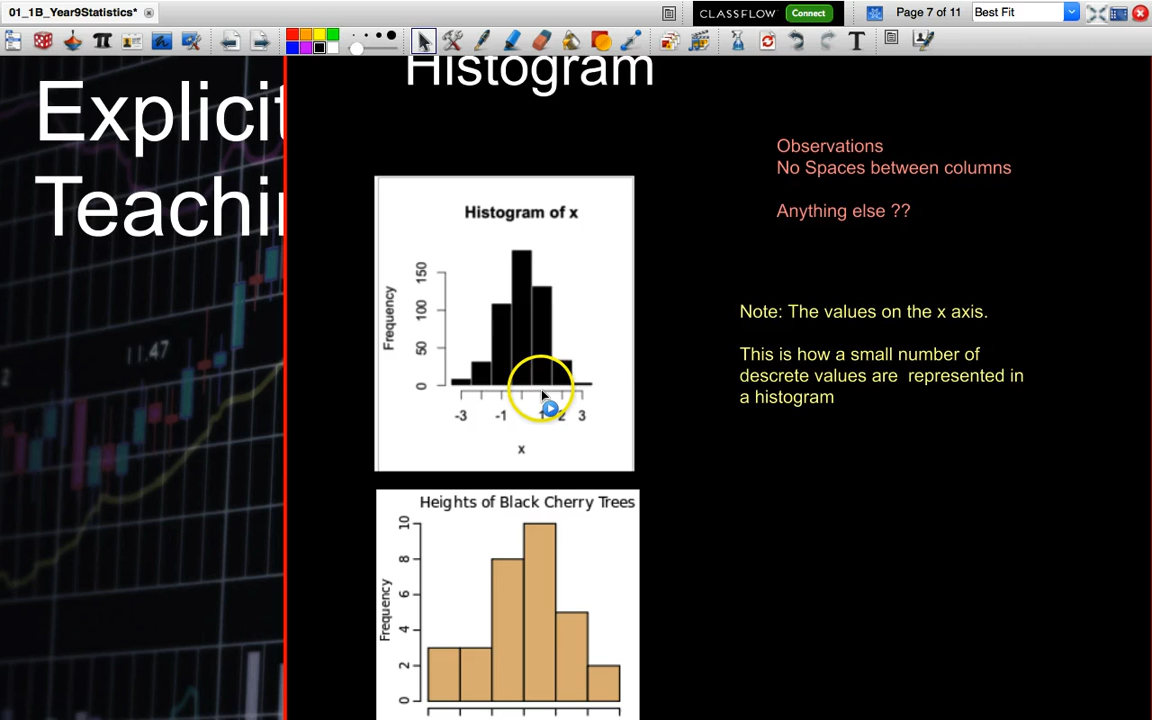 01_1B_Year9Statistics*
CLASSFLOW Connect
Page 7 of 11
Best Fit
Explicit
Teachi
11.47
2
Histogram
Observations
No Spaces between columns
Anything else ??
Note: The values on the x axis.
This is how a small number of
descrete values are represented in
a histogram
Histogram of x
Frequency
0 50 100 150
-3 -1 1 2 3
x
Heights of Black Cherry Trees
Frequency
0 2 4 6 8 10